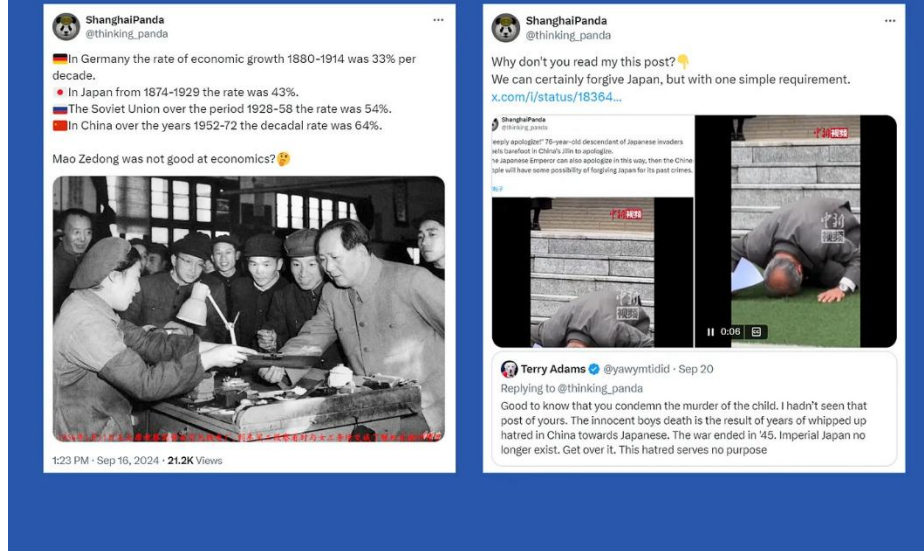 ShanghaiPanda
@thinking_panda
🇩🇪In Germany the rate of economic growth 1880-1914 was 33% per
decade.
🇯🇵In Japan from 1874-1929 the rate was 43%.
🇷🇺The Soviet Union over the period 1928-58 the rate was 54%.
🇨🇳In China over the years 1952-72 the decadal rate was 64%.
Mao Zedong was not good at economics?🤔
1:23 PM · Sep 16, 2024 · 21.2K Views
ShanghaiPanda
@thinking_panda
Why don't you read my this post?👇
We can certainly forgive Japan, but with one simple requirement.
x.com/i/status/18364...
ShanghaiPanda
@thinking_panda
eeply apologize!" 76-year-old descendant of Japanese invaders
eels barefoot in China's Jilin to apologize.
he Japanese Emperor can also apologize in this way, then the Chine
ople will have some possibility of forgiving Japan for its past crimes.
中新视频
中新视频
中新
视频
中新
视频
0:06
Terry Adams @yawymtidid · Sep 20
Replying to @thinking_panda
Good to know that you condemn the murder of the child. I hadn't seen that
post of yours. The innocent boys death is the result of years of whipped up
hatred in China towards Japanese. The war ended in '45. Imperial Japan no
longer exist. Get over it. This hatred serves no purpose